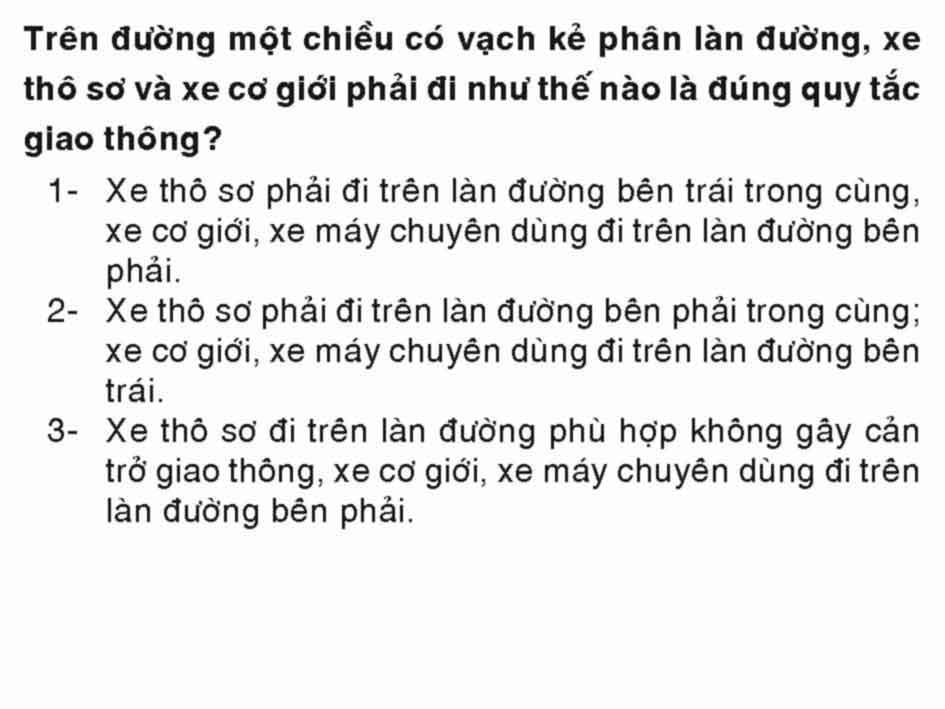 Trên đường một chiều có vạch kẻ phân làn đường, xe
thô sơ và xe cơ giới phải đi như thế nào là đúng quy tắc
giao thông?
1- Xe thô sơ phải đi trên làn đường bên trái trong cùng,
xe cơ giới, xe máy chuyên dùng đi trên làn đường bên
phải.
2- Xe thô sơ phải đi trên làn đường bên phải trong cùng;
xe cơ giới, xe máy chuyên dùng đi trên làn đường bên
trái.
3- Xe thô sơ đi trên làn đường phù hợp không gây cản
trở giao thông, xe cơ giới, xe máy chuyên dùng đi trên
làn đường bên phải.